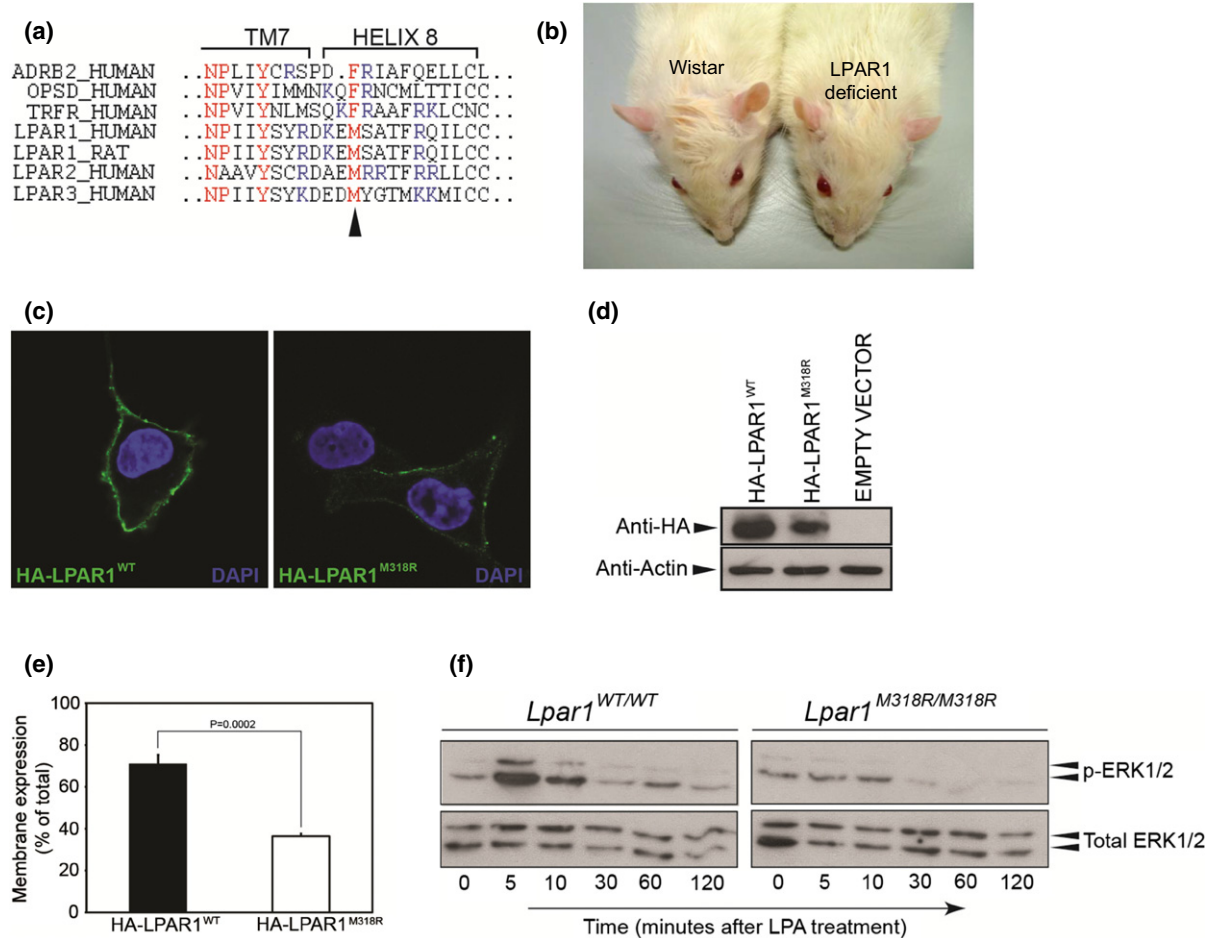 (a)
TM7 HELIX 8
ADRB2_HUMAN ..NPLIYCRSPD.FRIAFQELLCL..
OPSD_HUMAN ..NPVIYIMMNKQFRNCMLTTICC..
TRFR_HUMAN ..NPVIYNLMSQKFRAAFRKLCNC..
LPAR1_HUMAN ..NPIIYSYRDKEMSATFRQILCC..
LPAR1_RAT ..NPIIYSYRDKEMSATFRQILCC..
LPAR2_HUMAN ..NAAVYSCRDAEMRRTFRRLLCC..
LPAR3_HUMAN ..NPIIYSYKDEDMYGTMKKMICC..
(b)
Wistar
LPAR1
deficient
(c)
HA-LPAR1WT DAPI
HA-LPAR1M318R DAPI
(d)
HA-LPAR1WT
HA-LPAR1M318R
EMPTY VECTOR
Anti-HA
Anti-Actin
(e)
Membrane expression
(% of total)
100
80
60
40
20
0
P=0.0002
HA-LPAR1WT
HA-LPAR1M318R
(f)
Lpar1WT/WT
Lpar1M318R/M318R
p-ERK1/2
Total ERK1/2
0 5 10 30 60 120
0 5 10 30 60 120
Time (minutes after LPA treatment)